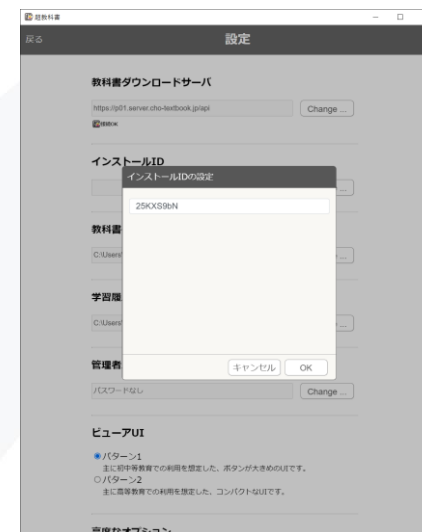 超教科書
戻る
設定
教科書ダウンロードサーバ
https://p01.server.cho-textbook.jp/api
Change ...
インストールID
インストールIDの設定
25KXS9bN
教科書
C:\Users\
学習履
C:\Users\
管理者
キャンセル
OK
パスワードなし
Change ...
ビューアUI
パターン1
主に初中等教育での利用を想定した、ボタンが大きめのUIです。
パターン2
主に高等教育での利用を想定した、コンパクトなUIです。
高度なオプション